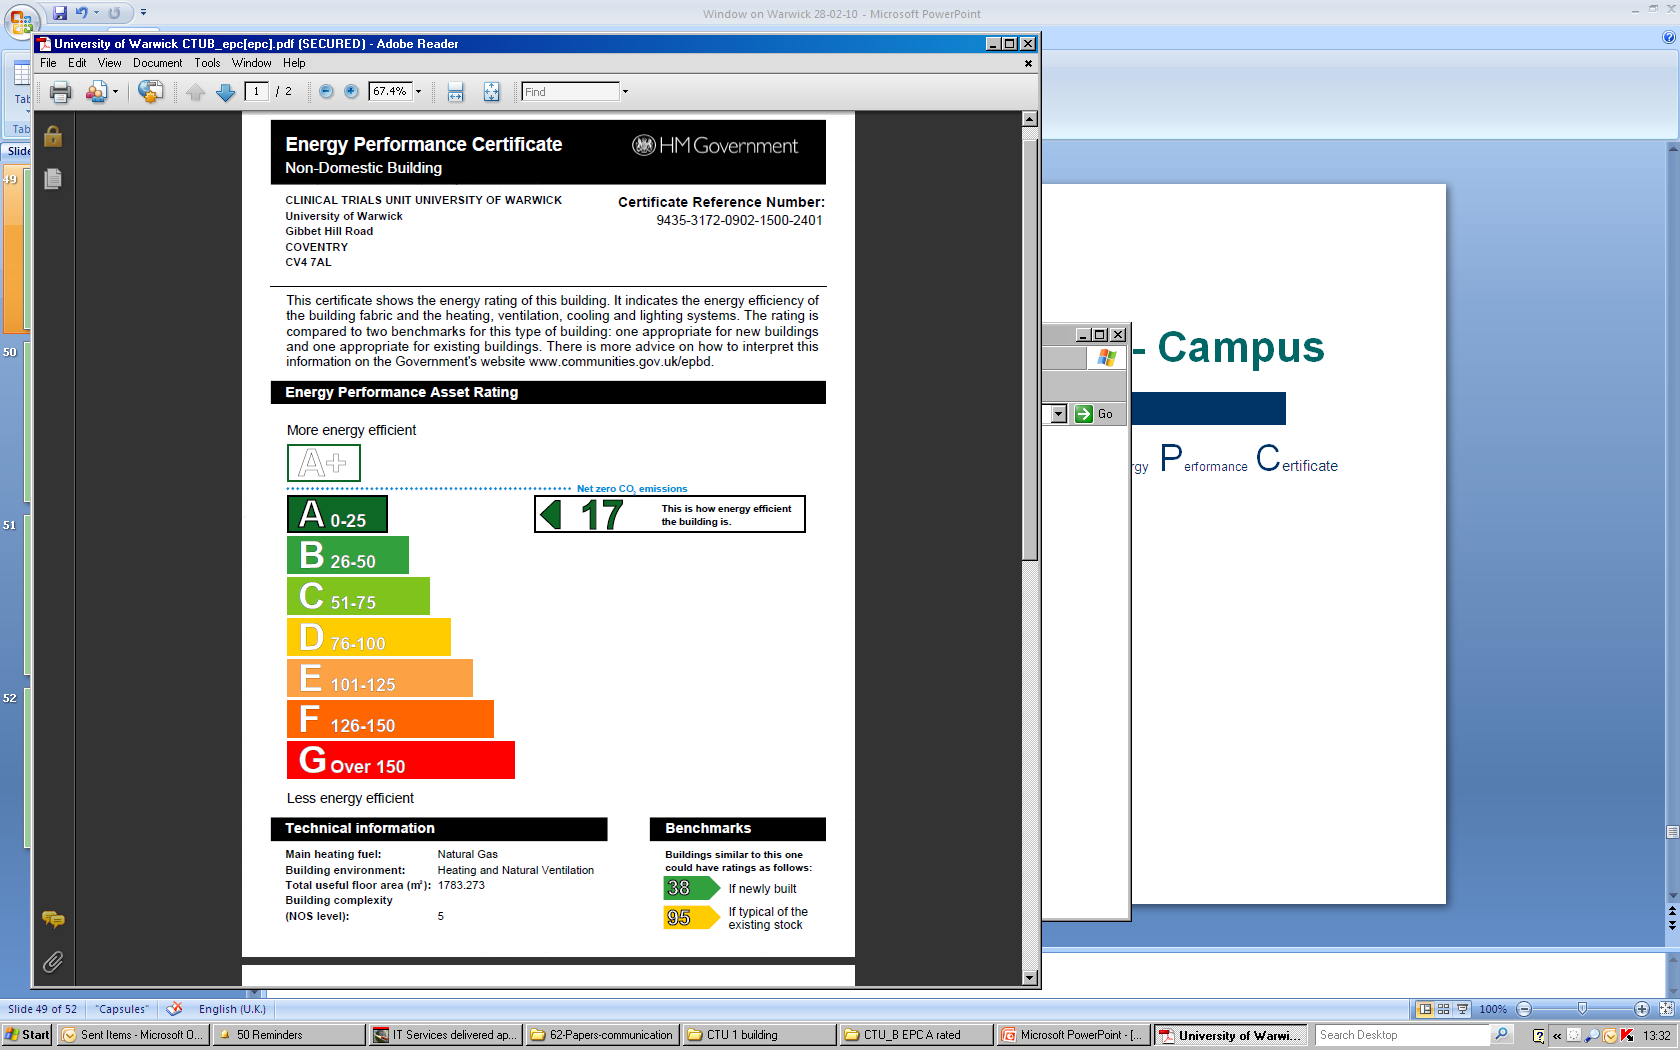 Window on Warwick 28-02-10 - Microsoft PowerPoint
University of Warwick CTUB_epc[epc].pdf (SECURED) - Adobe Reader
File Edit View Document Tools Window Help
1 / 2 67.4% Find
Tab
Tab
Slide
49
50
51
52
Energy Performance Certificate
Non-Domestic Building
HM Government
CLINICAL TRIALS UNIT UNIVERSITY OF WARWICK
University of Warwick
Gibbet Hill Road
COVENTRY
CV4 7AL
Certificate Reference Number:
9435-3172-0902-1500-2401
This certificate shows the energy rating of this building. It indicates the energy efficiency of
the building fabric and the heating, ventilation, cooling and lighting systems. The rating is
compared to two benchmarks for this type of building: one appropriate for new buildings
and one appropriate for existing buildings. There is more advice on how to interpret this
information on the Government's website www.communities.gov.uk/epbd.
Energy Performance Asset Rating
More energy efficient
A+
Net zero CO2 emissions
A 0-25
17 This is how energy efficient
the building is.
B 26-50
C 51-75
D 76-100
E 101-125
F 126-150
G Over 150
Less energy efficient
Technical information
Main heating fuel: Natural Gas
Building environment: Heating and Natural Ventilation
Total useful floor area (m²): 1783.273
Building complexity
(NOS level): 5
Benchmarks
Buildings similar to this one
could have ratings as follows:
38 If newly built
95 If typical of the
existing stock
- Campus
Go
rgy Performance Certificate
Slide 49 of 52 "Capsules" English (U.K.) 100%
Start Sent Items - Microsoft O... 50 Reminders IT Services delivered ap... 62-Papers-communication CTU 1 building CTU_B EPC A rated Microsoft PowerPoint - [... University of Warwi... Search Desktop 13:32